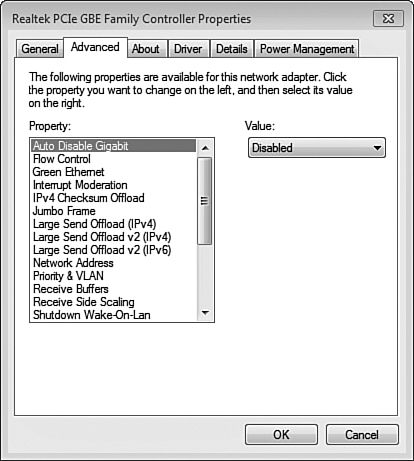 Realtek PCIe GBE Family Controller Properties
General Advanced About Driver Details Power Management
The following properties are available for this network adapter. Click
the property you want to change on the left, and then select its value
on the right.
Property:
Value:
Auto Disable Gigabit
Disabled
Flow Control
Green Ethernet
Interrupt Moderation
IPv4 Checksum Offload
Jumbo Frame
Large Send Offload (IPv4)
Large Send Offload v2 (IPv4)
Large Send Offload v2 (IPv6)
Network Address
Priority & VLAN
Receive Buffers
Receive Side Scaling
Shutdown Wake-On-Lan
OK Cancel